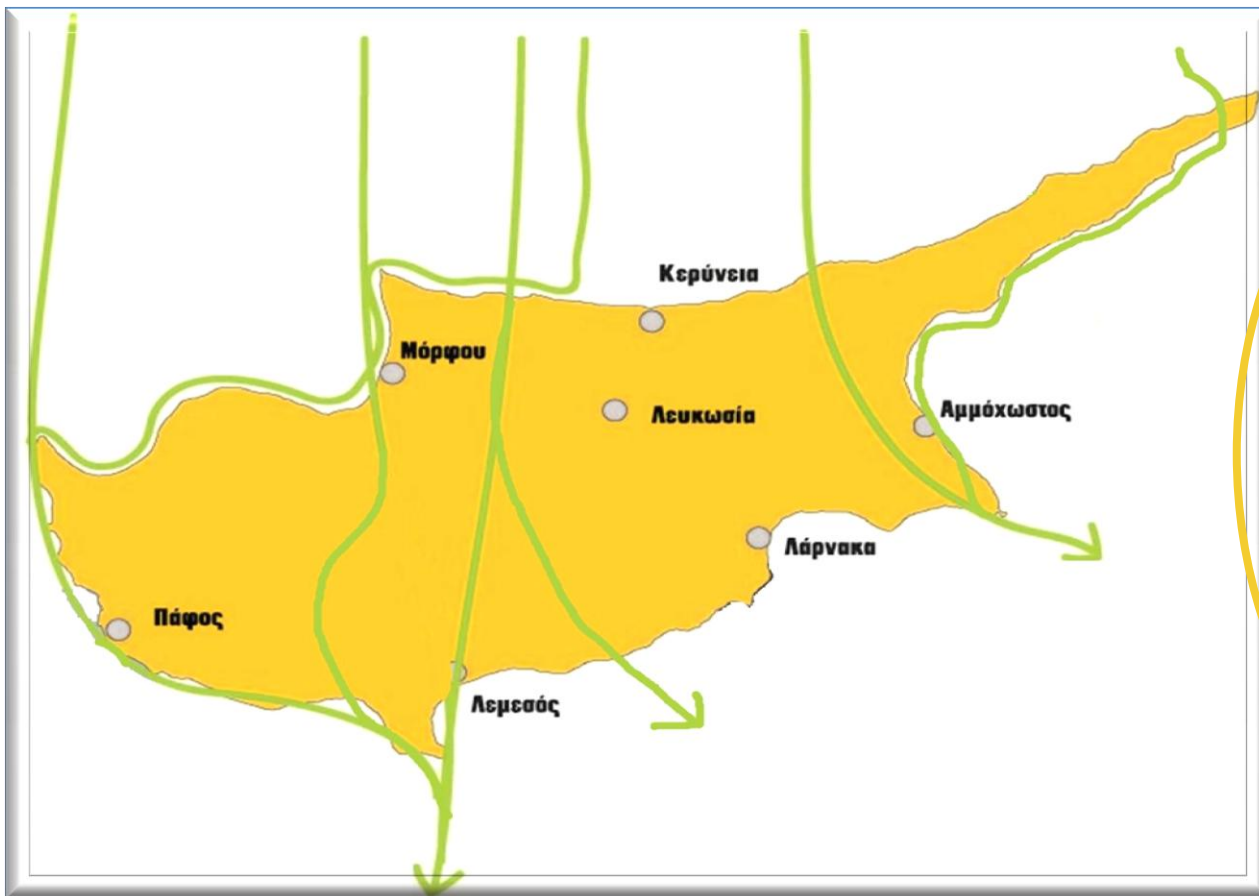 Κερύνεια
Μόρφου
Λευκωσία
Αμμόχωστος
Λάρνακα
Πάφος
Λεμεσός